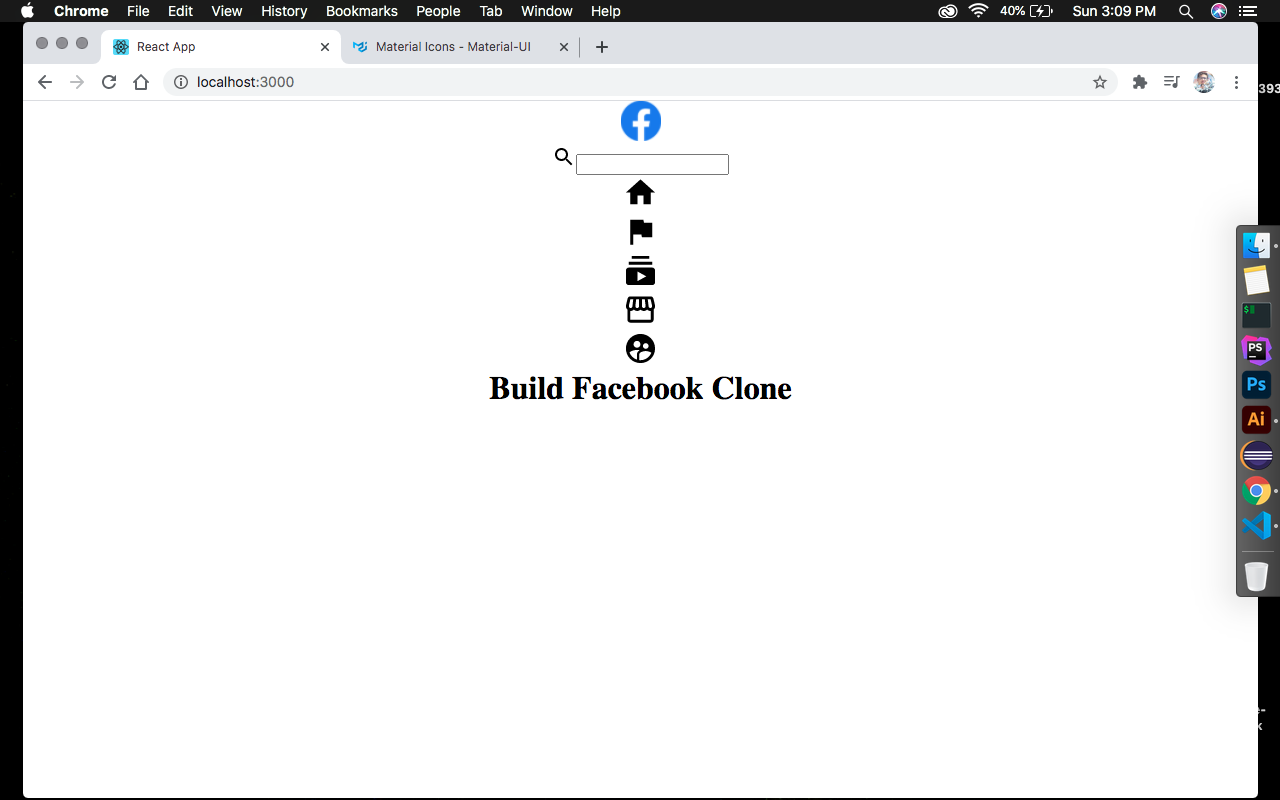 Chrome File Edit View History Bookmarks People Tab Window Help 40% Sun 3:09 PM
React App Material Icons - Material-UI
localhost:3000
393
Build Facebook Clone
$
PS
Ps
Ai